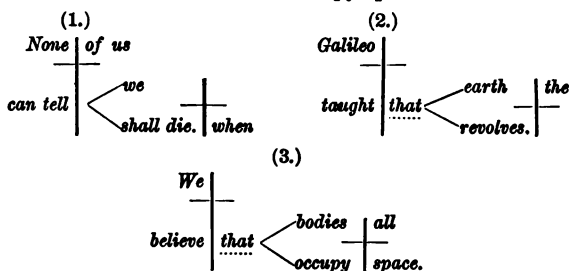 (1.) (2.)
None of us Galileo
we earth the
can tell taught that
shall die. when revolves.
(3.)
We
bodies all
believe that
occupy space.